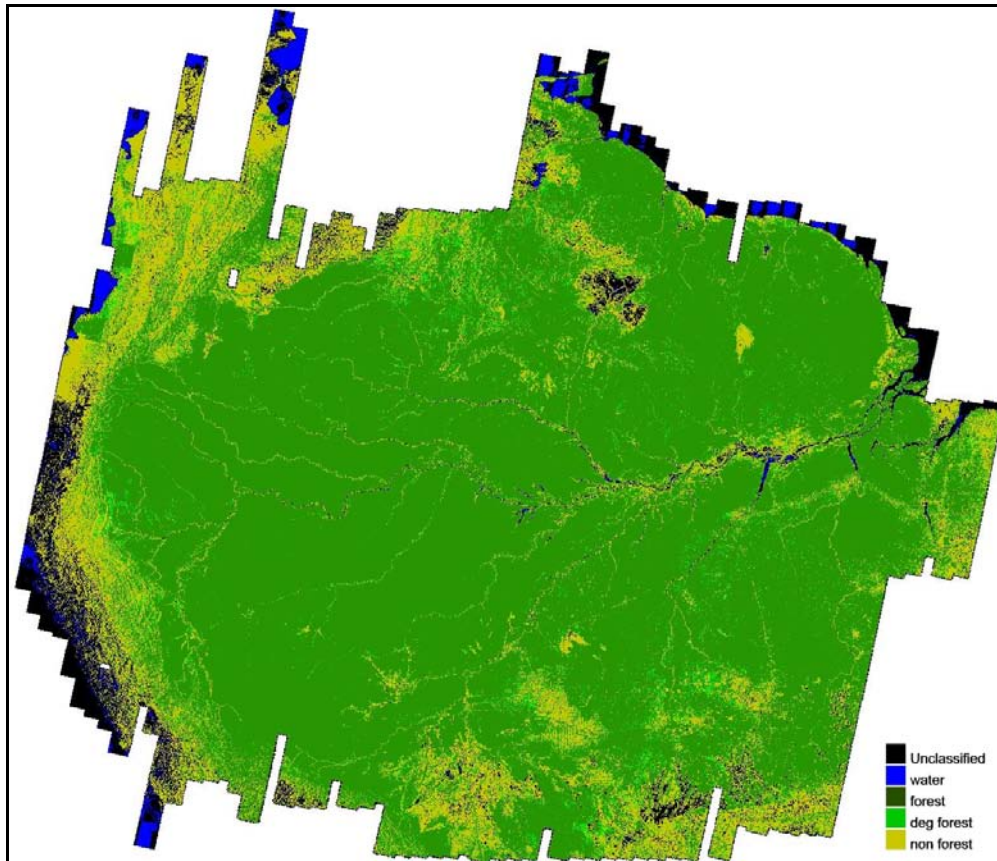 Unclassified
water
forest
deg forest
non forest